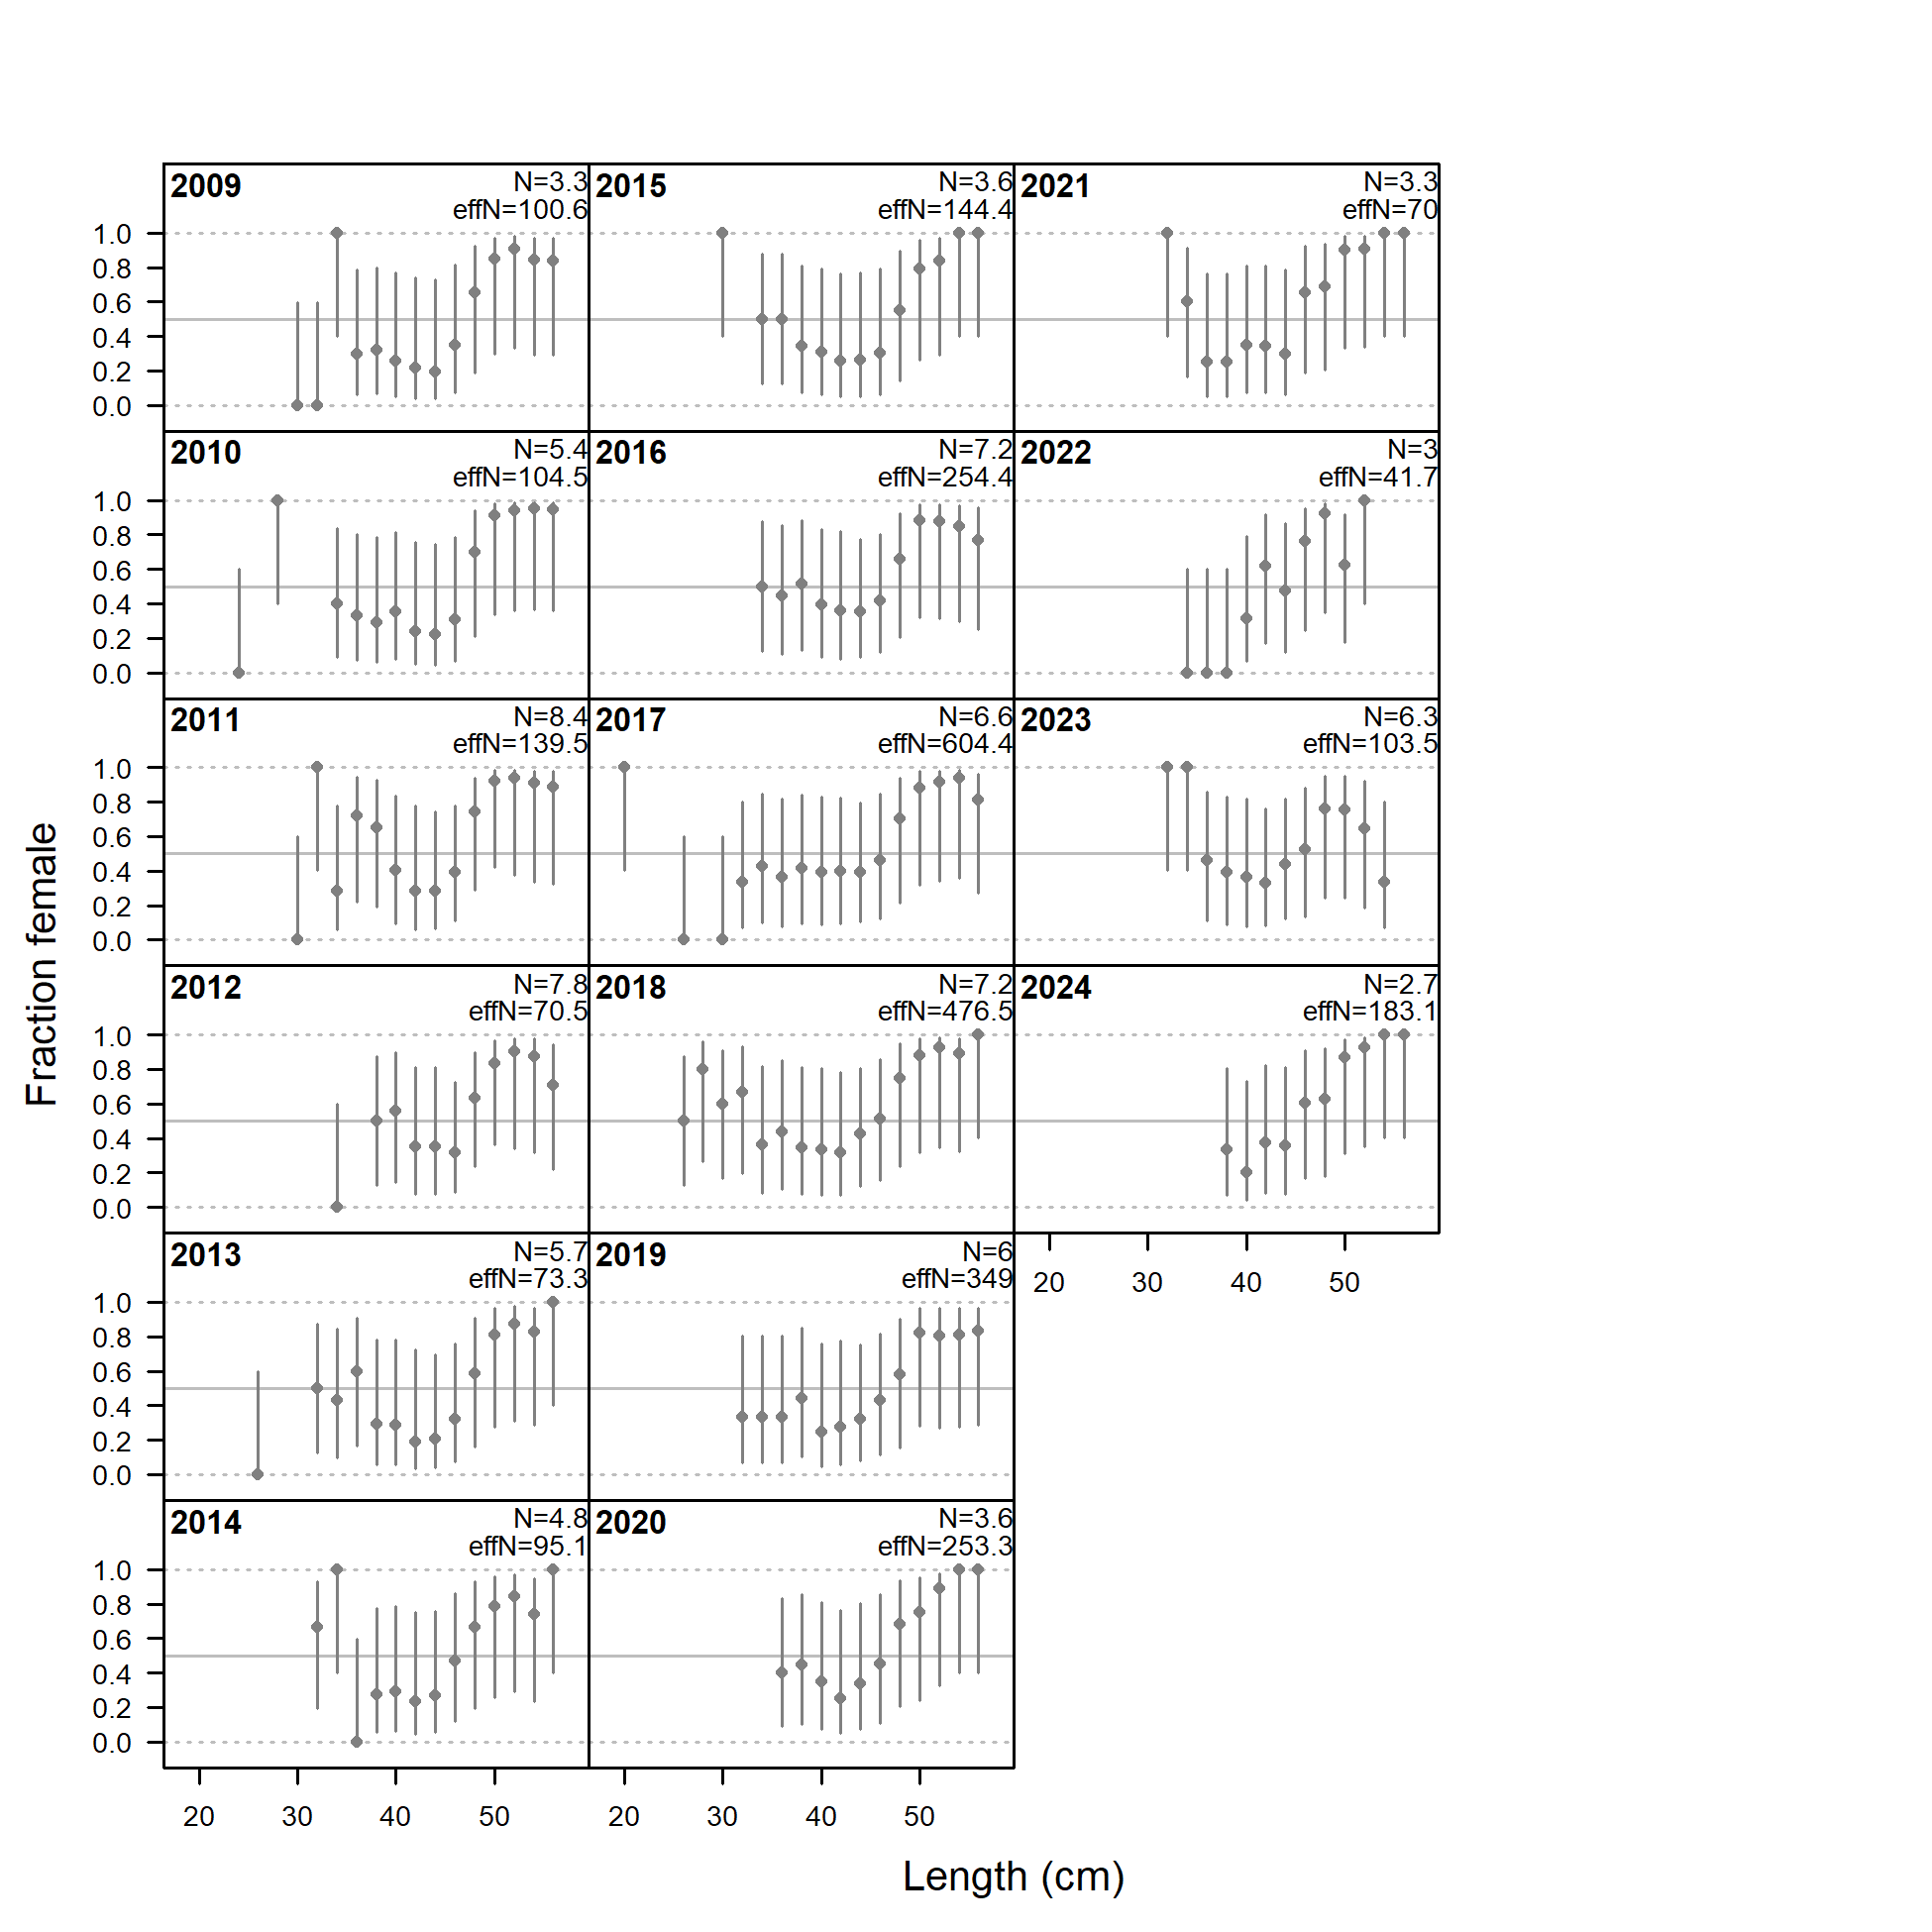 2009 N=3.3 2015 N=3.6 2021 N=3.3
effN=100.6 effN=144.4 effN=70
1.0
0.8
0.6
0.4
0.2
0.0
2010 N=5.4 2016 N=7.2 2022 N=3
effN=104.5 effN=254.4 effN=41.7
1.0
0.8
0.6
0.4
0.2
0.0
2011 N=8.4 2017 N=6.6 2023 N=6.3
effN=139.5 effN=604.4 effN=103.5
1.0
0.8
0.6
0.4
0.2
0.0
Fraction female
2012 N=7.8 2018 N=7.2 2024 N=2.7
effN=70.5 effN=476.5 effN=183.1
1.0
0.8
0.6
0.4
0.2
0.0
2013 N=5.7 2019 N=6
effN=73.3 effN=349
20 30 40 50
1.0
0.8
0.6
0.4
0.2
0.0
2014 N=4.8 2020 N=3.6
effN=95.1 effN=253.3
1.0
0.8
0.6
0.4
0.2
0.0
20 30 40 50 20 30 40 50
Length (cm)